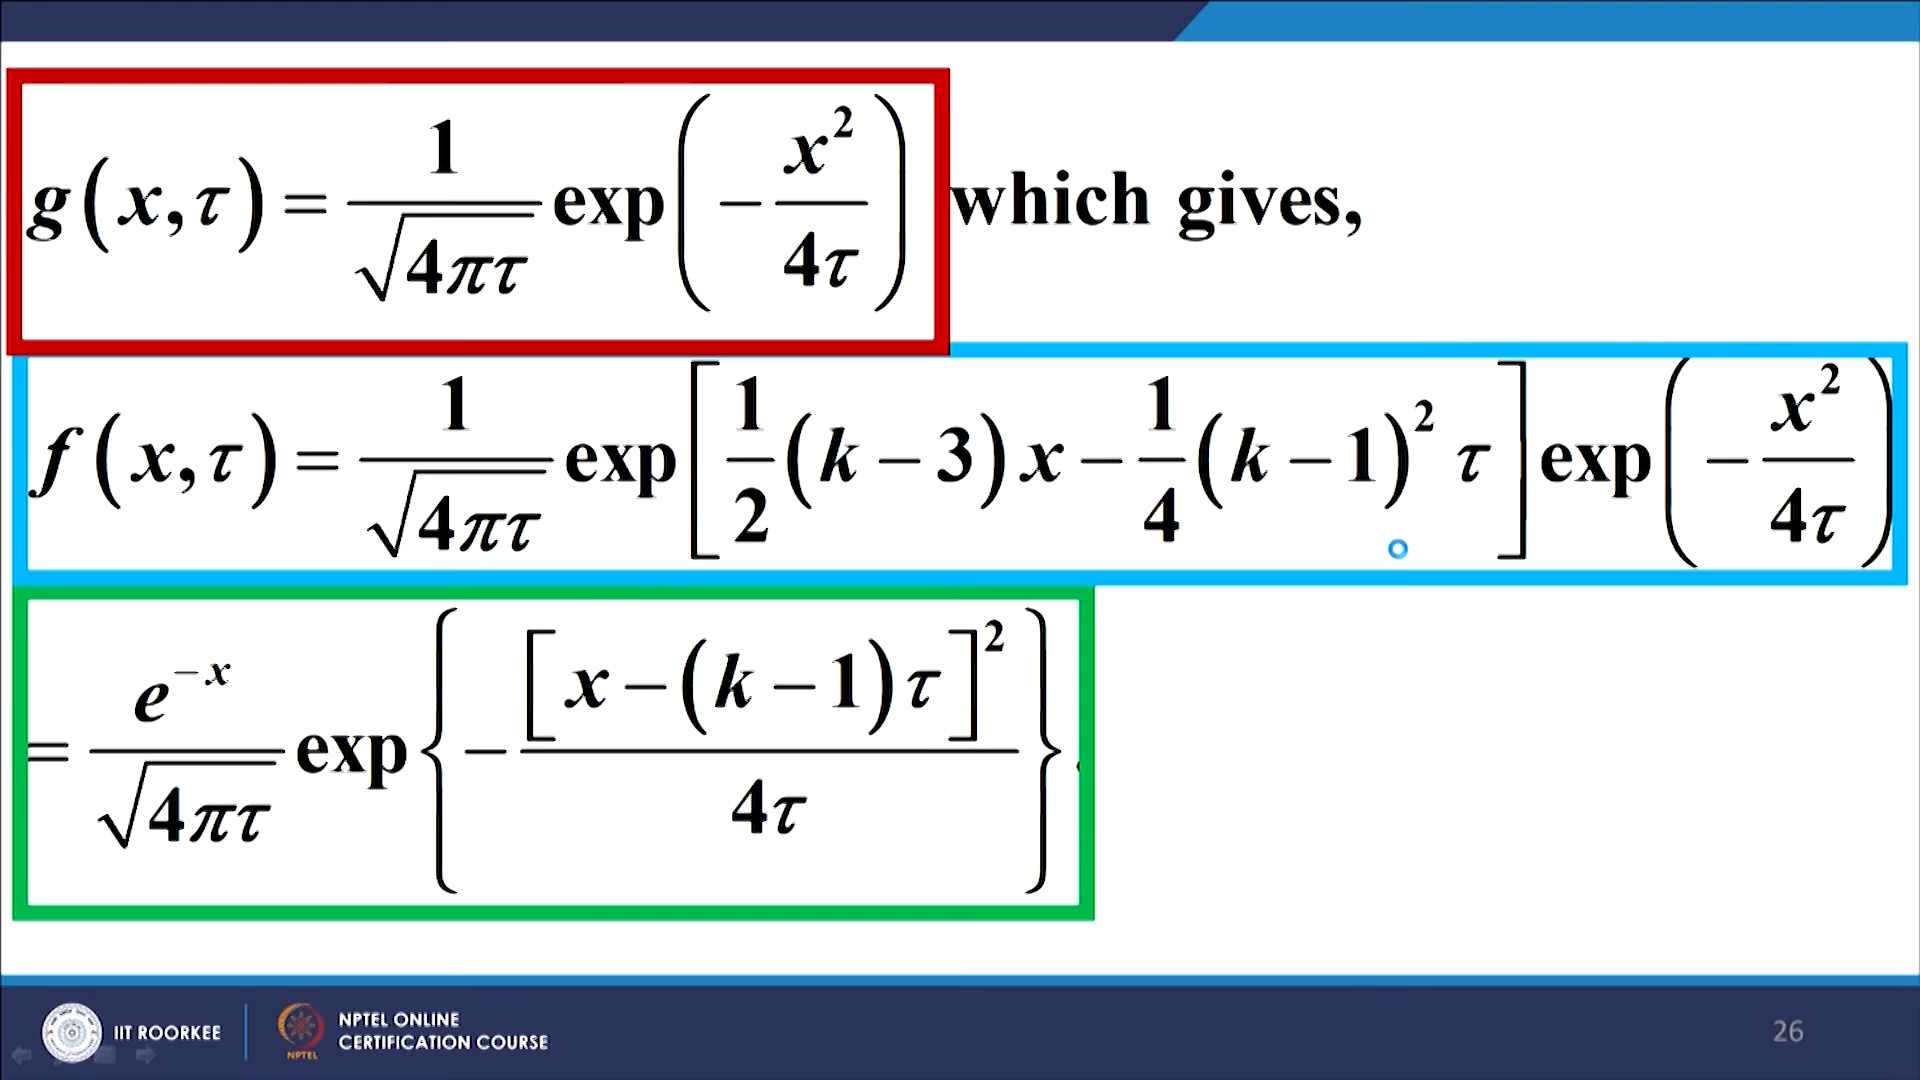 g(x,τ) = 1/√(4πτ) exp(−x²/4τ) which gives,
f(x,τ) = 1/√(4πτ) exp[1/2(k−3)x − 1/4(k−1)²τ] exp(−x²/4τ)
= e⁻ˣ/√(4πτ) exp{−[x−(k−1)τ]²/4τ}.
IIT ROORKEE
NPTEL
NPTEL ONLINE
CERTIFICATION COURSE
26